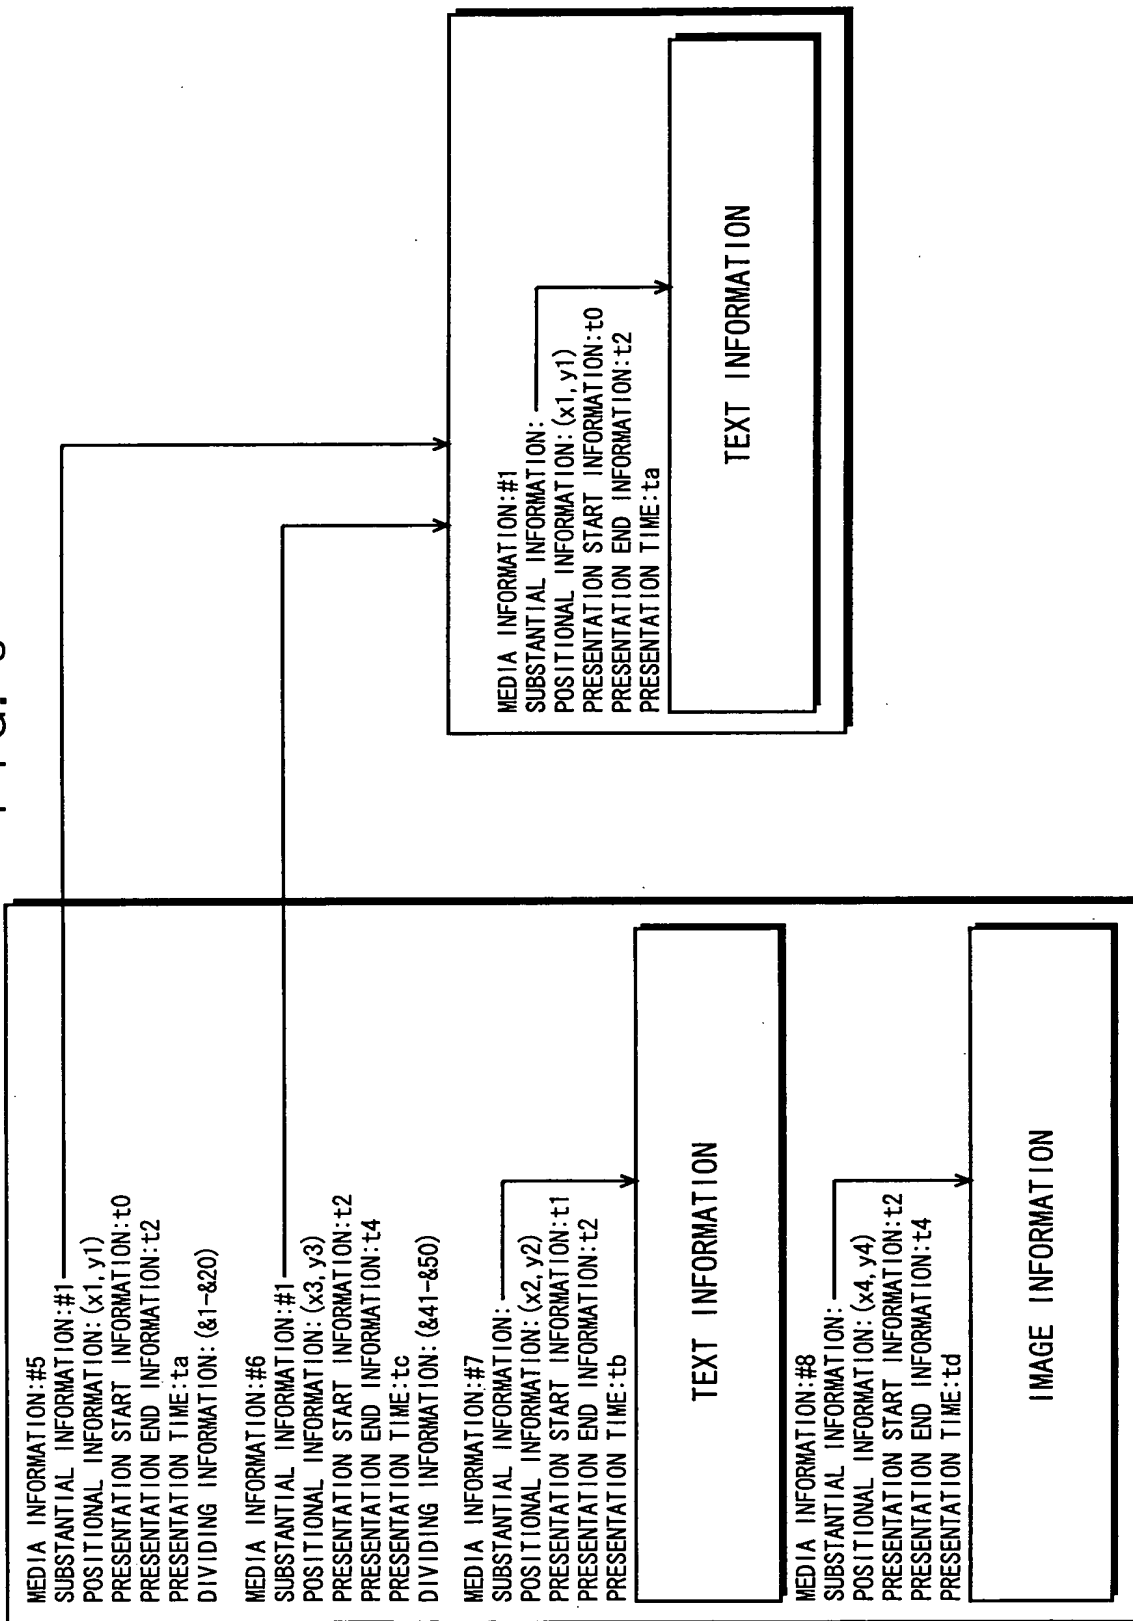 MEDIA INFORMATION:#5
SUBSTANTIAL INFORMATION:#1
POSITIONAL INFORMATION:(x1,y1)
PRESENTATION START INFORMATION:t0
PRESENTATION END INFORMATION:t2
PRESENTATION TIME:ta
DIVIDING INFORMATION:(&1-&20)
MEDIA INFORMATION:#6
SUBSTANTIAL INFORMATION:#1
POSITIONAL INFORMATION:(x3,y3)
PRESENTATION START INFORMATION:t2
PRESENTATION END INFORMATION:t4
PRESENTATION TIME:tc
DIVIDING INFORMATION:(&41-&50)
MEDIA INFORMATION:#7
SUBSTANTIAL INFORMATION:
POSITIONAL INFORMATION:(x2,y2)
PRESENTATION START INFORMATION:t1
PRESENTATION END INFORMATION:t2
PRESENTATION TIME:tb
TEXT INFORMATION
MEDIA INFORMATION:#8
SUBSTANTIAL INFORMATION:
POSITIONAL INFORMATION:(x4,y4)
PRESENTATION START INFORMATION:t2
PRESENTATION END INFORMATION:t4
PRESENTATION TIME:td
IMAGE INFORMATION
MEDIA INFORMATION:#1
SUBSTANTIAL INFORMATION:
POSITIONAL INFORMATION:(x1,y1)
PRESENTATION START INFORMATION:t0
PRESENTATION END INFORMATION:t2
PRESENTATION TIME:ta
TEXT INFORMATION